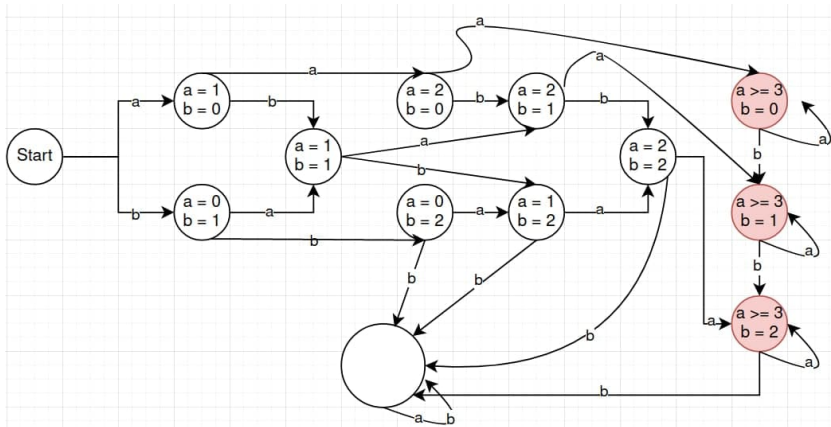 a
a
a
a = 1
b = 0
a = 2
b = 0
a = 2
b = 1
a >= 3
b = 0
a
b
b
b
a
Start
a = 1
b = 1
a
b
a = 2
b = 2
b
b
a = 0
b = 1
a
a = 0
b = 2
a
a = 1
b = 2
a
a >= 3
b = 1
a
b
b
b
b
a
a >= 3
b = 2
b
a
b
a
b